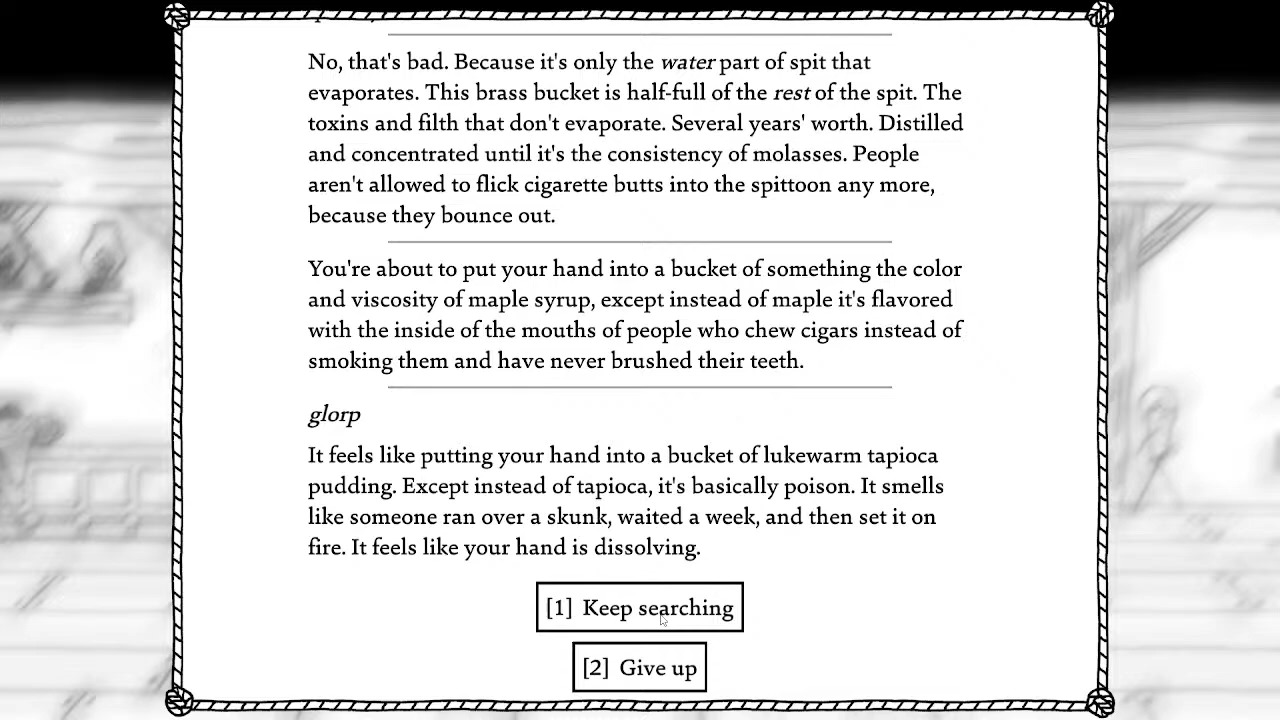 No, that's bad. Because it's only the water part of spit that
evaporates. This brass bucket is half-full of the rest of the spit. The
toxins and filth that don't evaporate. Several years' worth. Distilled
and concentrated until it's the consistency of molasses. People
aren't allowed to flick cigarette butts into the spittoon any more,
because they bounce out.
You're about to put your hand into a bucket of something the color
and viscosity of maple syrup, except instead of maple it's flavored
with the inside of the mouths of people who chew cigars instead of
smoking them and have never brushed their teeth.
glorp
It feels like putting your hand into a bucket of lukewarm tapioca
pudding. Except instead of tapioca, it's basically poison. It smells
like someone ran over a skunk, waited a week, and then set it on
fire. It feels like your hand is dissolving.
[1] Keep searching
[2] Give up